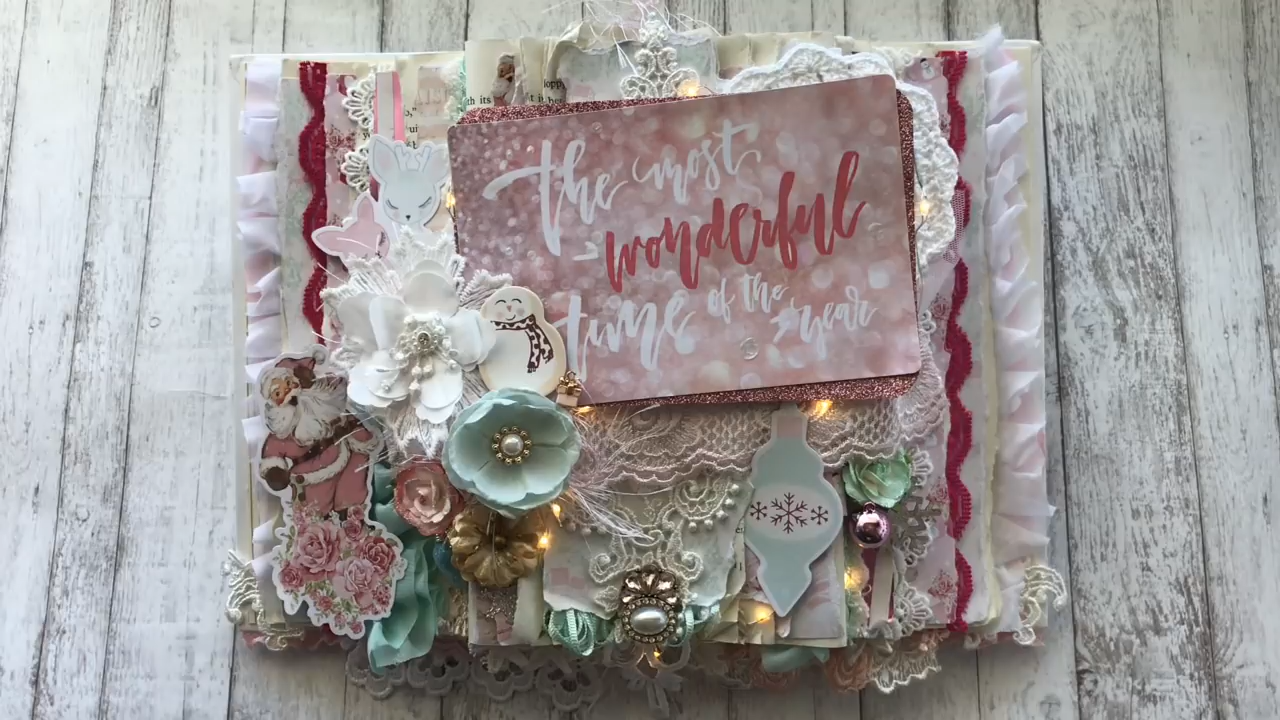 the most
wonderful
time of the year